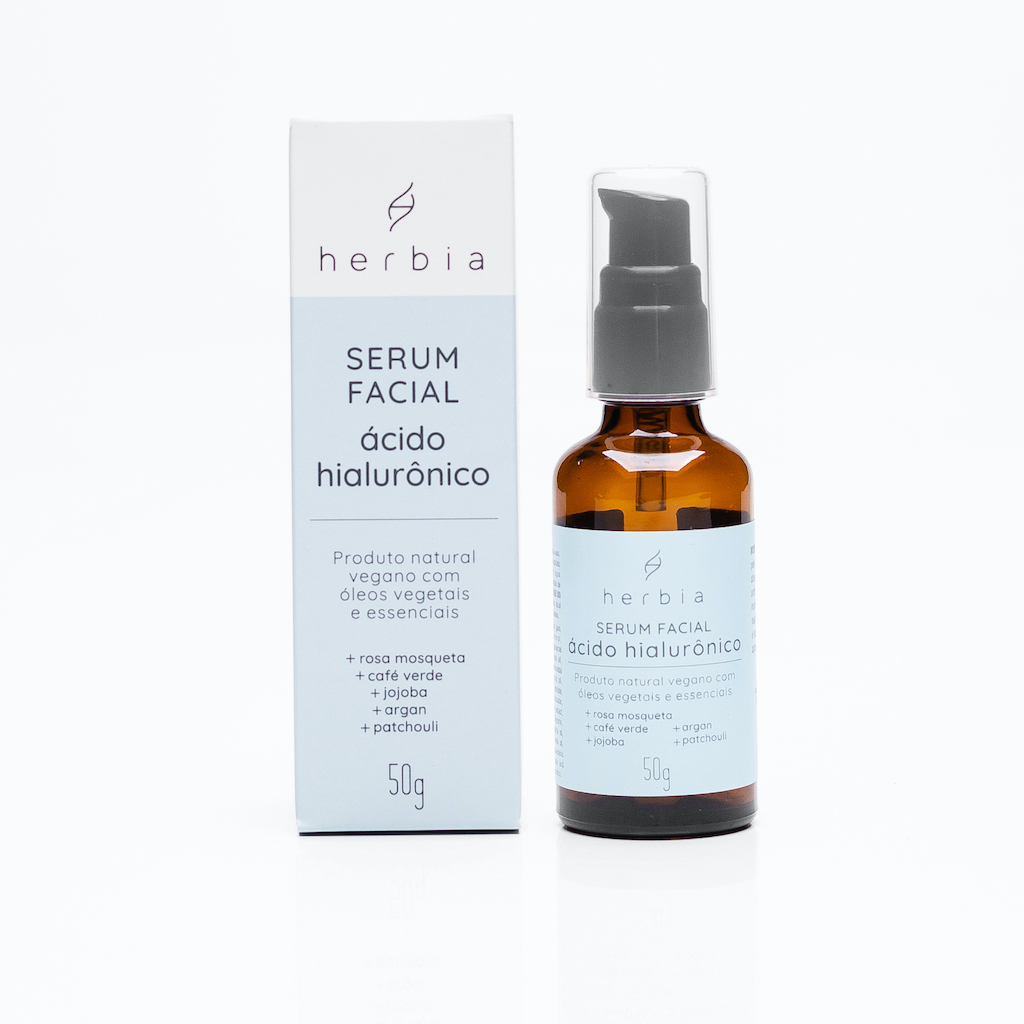 herbia
SERUM
FACIAL
ácido
hialurônico
Produto natural
vegano com
óleos vegetais
e essenciais
+ rosa mosqueta
+ café verde
+ jojoba
+ argan
+ patchouli
50g
herbia
SERUM FACIAL
ácido hialurônico
Produto natural vegano com
óleos vegetais e essenciais
+ rosa mosqueta
+ café verde + argan
+ jojoba + patchouli
50g